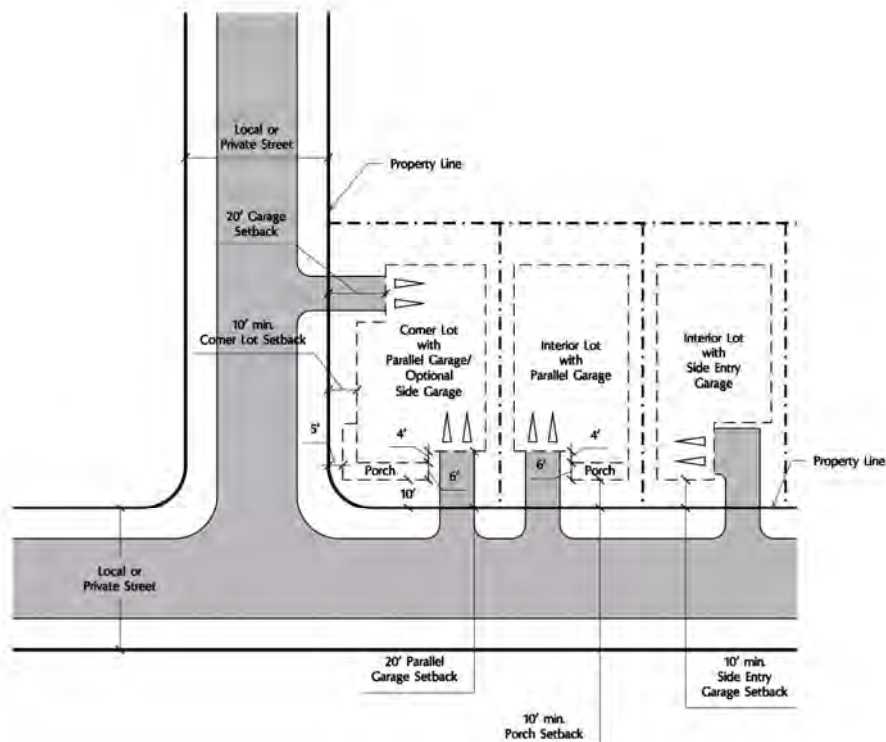 Local or
Private Street
Property Line
20' Garage
Setback
10' min.
Corner Lot Setback
Corner Lot
with
Parallel Garage/
Optional
Side Garage
Interior Lot
with
Parallel Garage
Interior Lot
with
Side Entry
Garage
5'
4'
4'
Porch
6'
6'
Porch
10'
Property Line
Local or
Private Street
20' Parallel
Garage Setback
10' min.
Side Entry
Garage Setback
10' min.
Porch Setback